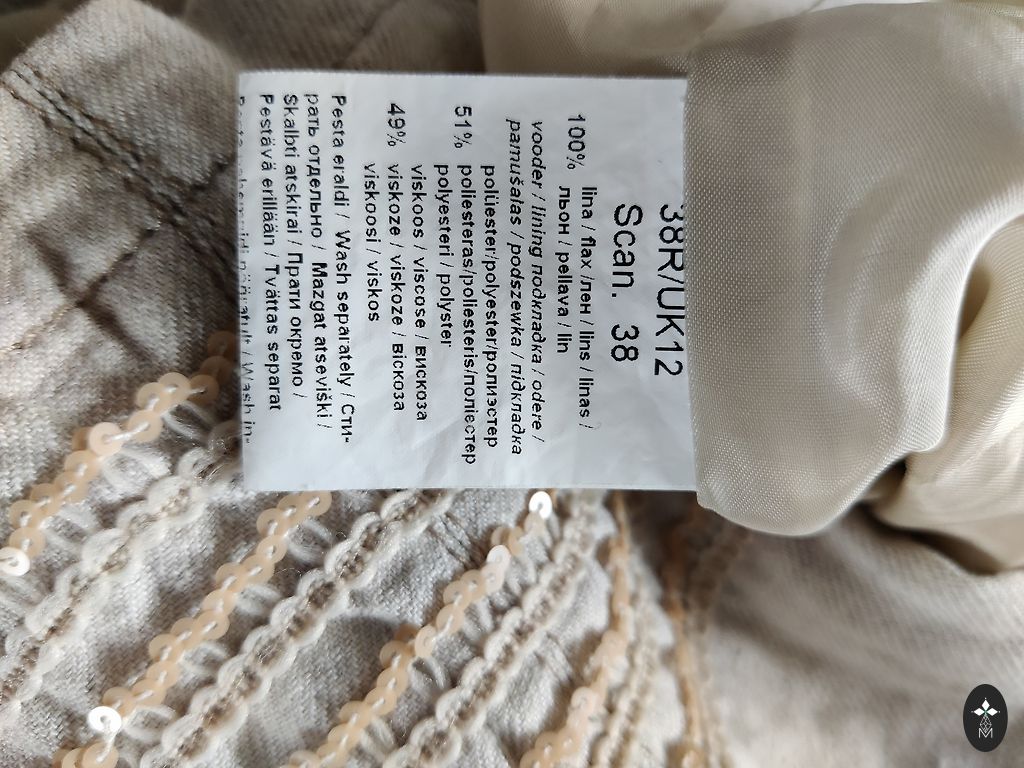 38R/UK12
Scan. 38
100% lina / flax /лен / lins / linas /
льон / pellava / lin
vooder / lining подкладка / odere /
pamušalas / podszewka / підкладка
polüester/polyester/полиэстер
51% poliesteras/poliesteris/поліестер
polyesteri / polyster
viskoos / viscose / вискоза
49% viskoze / viskoze / віскоза
viskoosi / viskos
Pesta eraldi / Wash separately / Сти-
рать отдельно / Mazgat atsevišķi /
Skalbti atskirai / Прати окремо /
Pestävä erillään / Tvättas separat
M